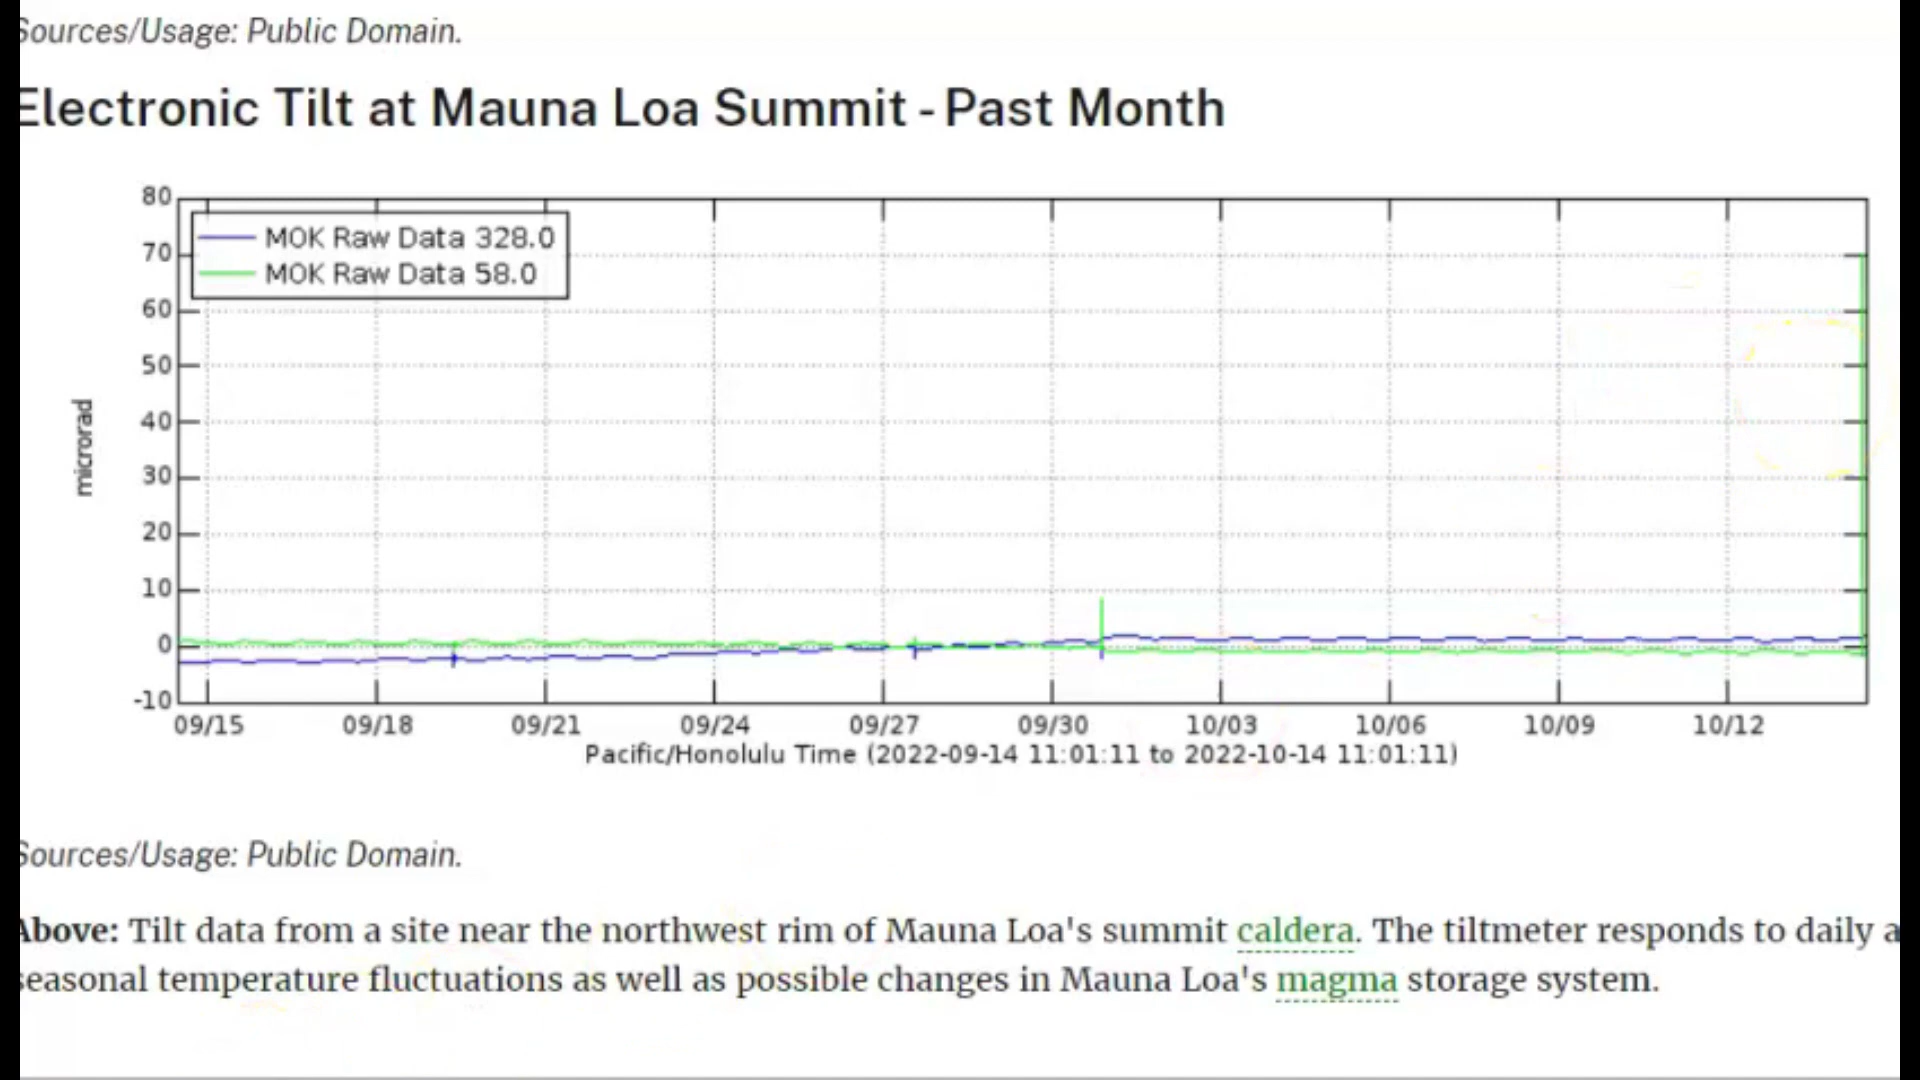 Sources/Usage: Public Domain.
Electronic Tilt at Mauna Loa Summit - Past Month
80
70
60
50
40
30
20
10
0
-10
microrad
MOK Raw Data 328.0
MOK Raw Data 58.0
09/15 09/18 09/21 09/24 09/27 09/30 10/03 10/06 10/09 10/12
Pacific/Honolulu Time (2022-09-14 11:01:11 to 2022-10-14 11:01:11)
Sources/Usage: Public Domain.
Above: Tilt data from a site near the northwest rim of Mauna Loa's summit caldera. The tiltmeter responds to daily a
seasonal temperature fluctuations as well as possible changes in Mauna Loa's magma storage system.